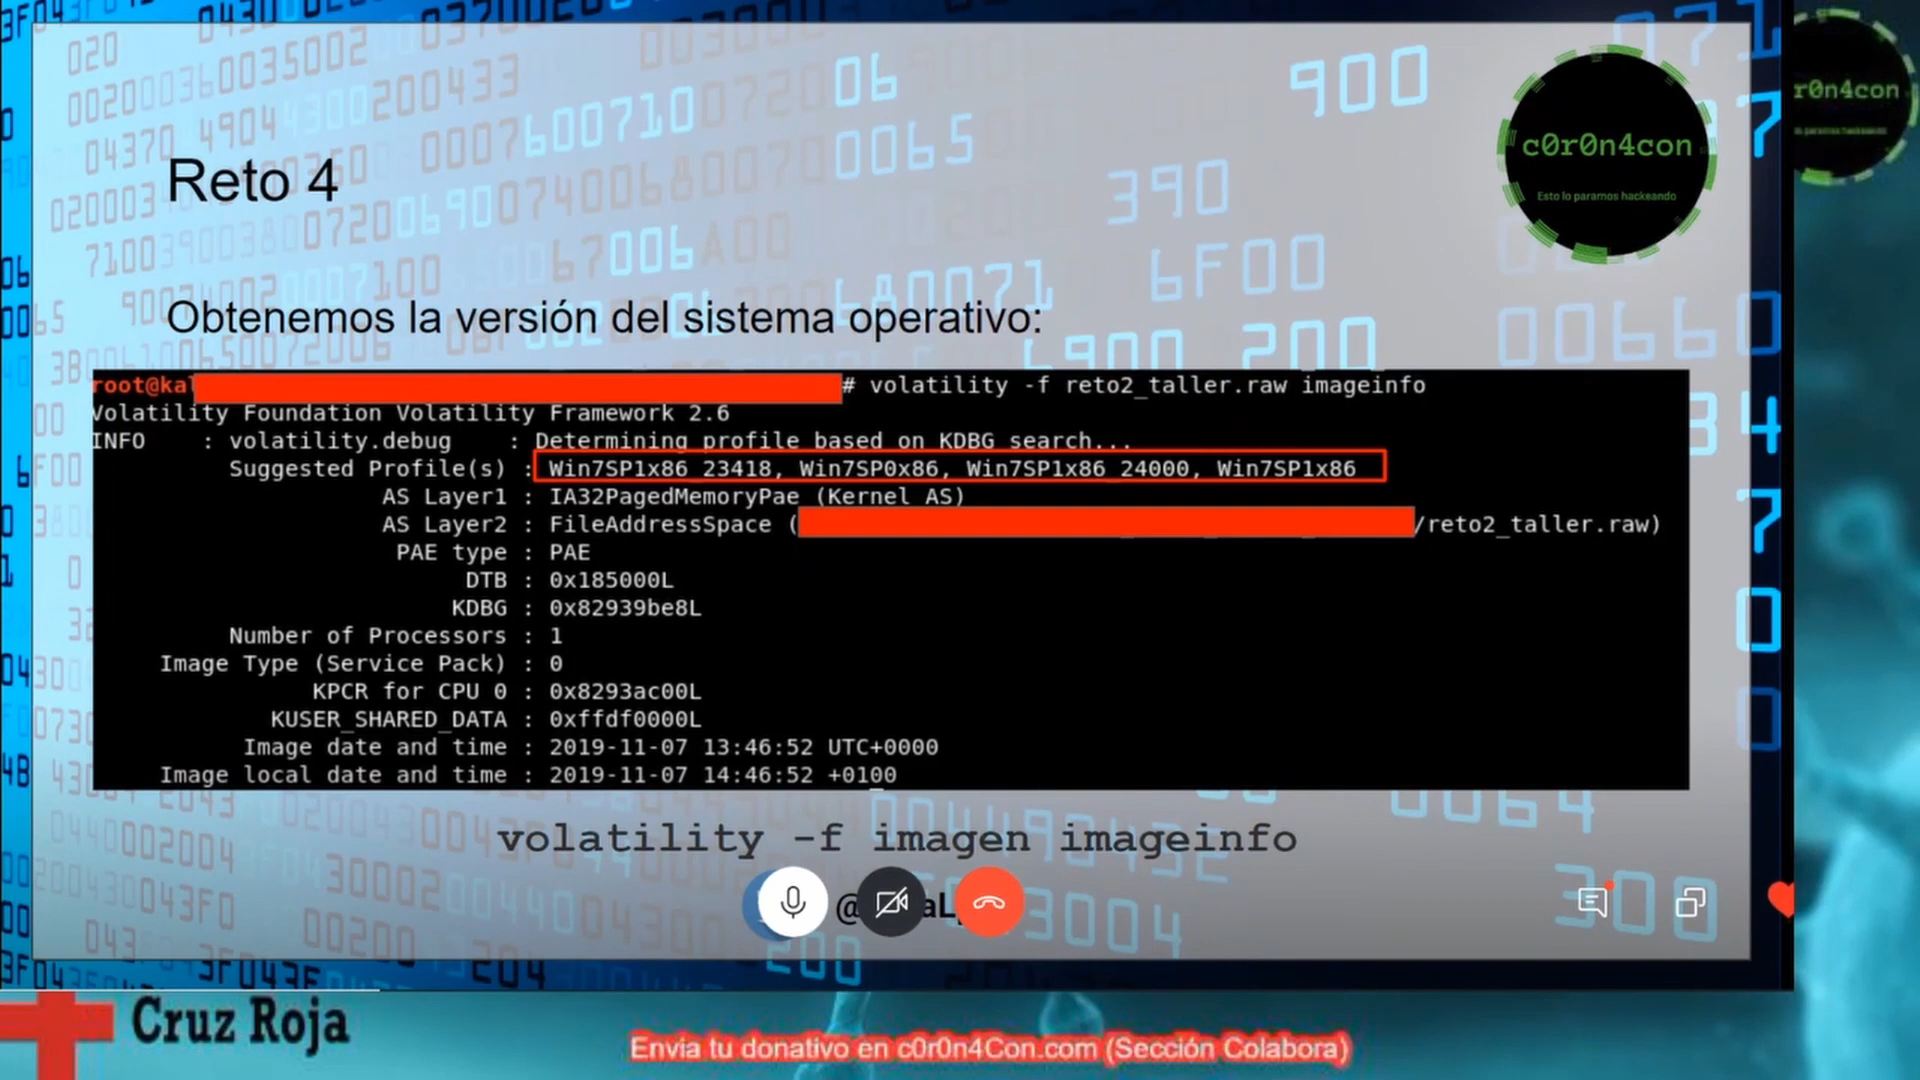 Reto 4
c0r0n4con
Esto lo paramos hackeando
r0n4con
Obtenemos la versión del sistema operativo:
root@kal # volatility -f reto2_taller.raw imageinfo
Volatility Foundation Volatility Framework 2.6
INFO : volatility.debug : Determining profile based on KDBG search...
Suggested Profile(s) : Win7SP1x86_23418, Win7SP0x86, Win7SP1x86_24000, Win7SP1x86
AS Layer1 : IA32PagedMemoryPae (Kernel AS)
AS Layer2 : FileAddressSpace ( /reto2_taller.raw)
PAE type : PAE
DTB : 0x185000L
KDBG : 0x82939be8L
Number of Processors : 1
Image Type (Service Pack) : 0
KPCR for CPU 0 : 0x8293ac00L
KUSER_SHARED_DATA : 0xffdf0000L
Image date and time : 2019-11-07 13:46:52 UTC+0000
Image local date and time : 2019-11-07 14:46:52 +0100
volatility -f imagen imageinfo
Cruz Roja
Envia tu donativo en c0r0n4Con.com (Sección Colabora)